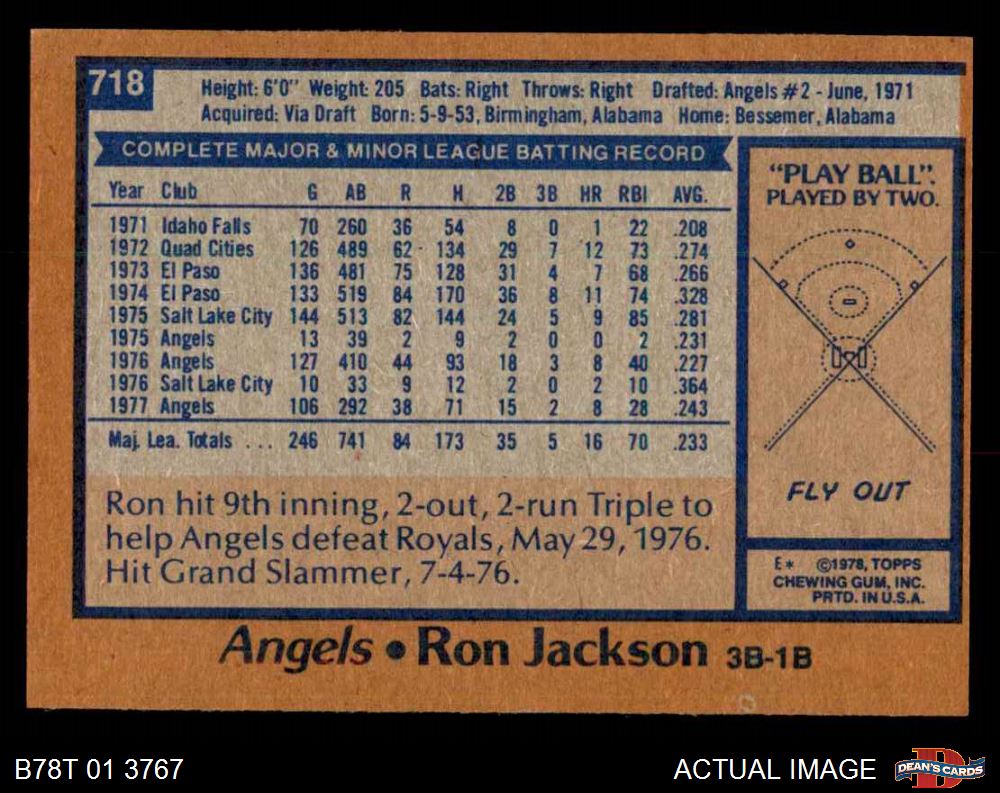 718
Height: 6'0" Weight: 205 Bats: Right Throws: Right Drafted: Angels #2 - June, 1971
Acquired: Via Draft Born: 5-9-53, Birmingham, Alabama Home: Bessemer, Alabama
COMPLETE MAJOR & MINOR LEAGUE BATTING RECORD
Year Club G AB R H 2B 3B HR RBI AVG.
1971 Idaho Falls 70 260 36 54 8 0 1 22 .208
1972 Quad Cities 126 489 62 134 29 7 12 73 .274
1973 El Paso 136 481 75 128 31 4 7 68 .266
1974 El Paso 133 519 84 170 36 8 11 74 .328
1975 Salt Lake City 144 513 82 144 24 5 9 85 .281
1975 Angels 13 39 2 9 2 0 0 2 .231
1976 Angels 127 410 44 93 18 3 8 40 .227
1976 Salt Lake City 10 33 9 12 2 0 2 10 .364
1977 Angels 106 292 38 71 15 2 8 28 .243
Maj. Lea. Totals ... 246 741 84 173 35 5 16 70 .233
Ron hit 9th inning, 2-out, 2-run Triple to
help Angels defeat Royals, May 29, 1976.
Hit Grand Slammer, 7-4-76.
"PLAY BALL".
PLAYED BY TWO.
FLY OUT
E* ©1978, TOPPS
CHEWING GUM, INC.
PRTD. IN U.S.A.
Angels • Ron Jackson 3B-1B
B78T 01 3767
ACTUAL IMAGE
DEAN'S CARDS